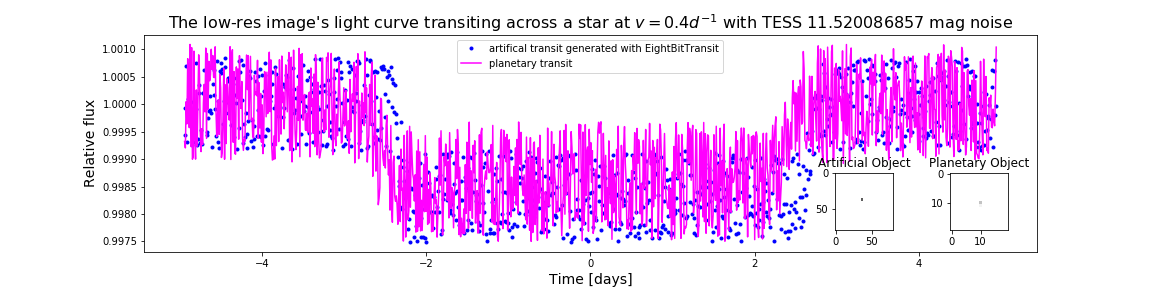 The low-res image's light curve transiting across a star at v = 0.4d⁻¹ with TESS 11.520086857 mag noise
artifical transit generated with EightBitTransit
planetary transit
Relative flux
1.0010
1.0005
1.0000
0.9995
0.9990
0.9985
0.9980
0.9975
Artificial Object
0
50
0 50
Planetary Object
0
10
0 10
−4 −2 0 2 4
Time [days]